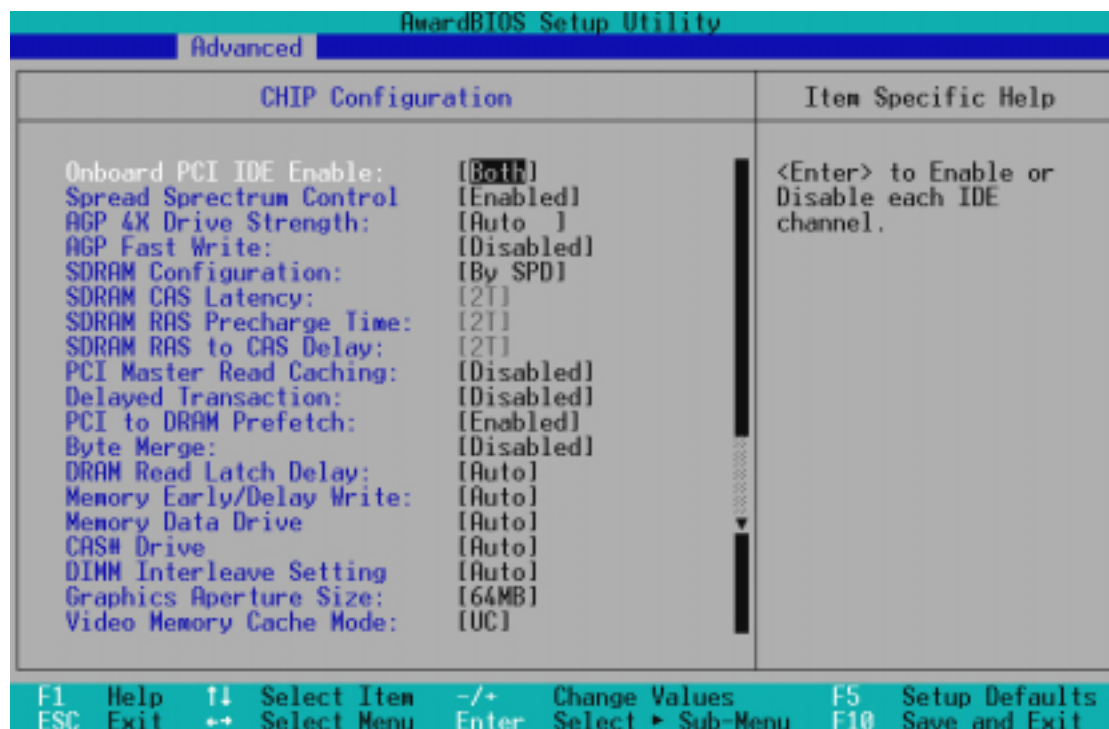 AwardBIOS Setup Utility
Advanced
CHIP Configuration
Item Specific Help
Onboard PCI IDE Enable: [Both]
Spread Sprectrum Control [Enabled]
AGP 4X Drive Strength: [Auto ]
AGP Fast Write: [Disabled]
SDRAM Configuration: [By SPD]
SDRAM CAS Latency: [2T]
SDRAM RAS Precharge Time: [2T]
SDRAM RAS to CAS Delay: [2T]
PCI Master Read Caching: [Disabled]
Delayed Transaction: [Disabled]
PCI to DRAM Prefetch: [Enabled]
Byte Merge: [Disabled]
DRAM Read Latch Delay: [Auto]
Memory Early/Delay Write: [Auto]
Memory Data Drive [Auto]
CAS# Drive [Auto]
DIMM Interleave Setting [Auto]
Graphics Aperture Size: [64MB]
Video Memory Cache Mode: [UC]
<Enter> to Enable or
Disable each IDE
channel.
F1 Help ↑↓ Select Item -/+ Change Values F5 Setup Defaults
ESC Exit ←→ Select Menu Enter Select ► Sub-Menu F10 Save and Exit